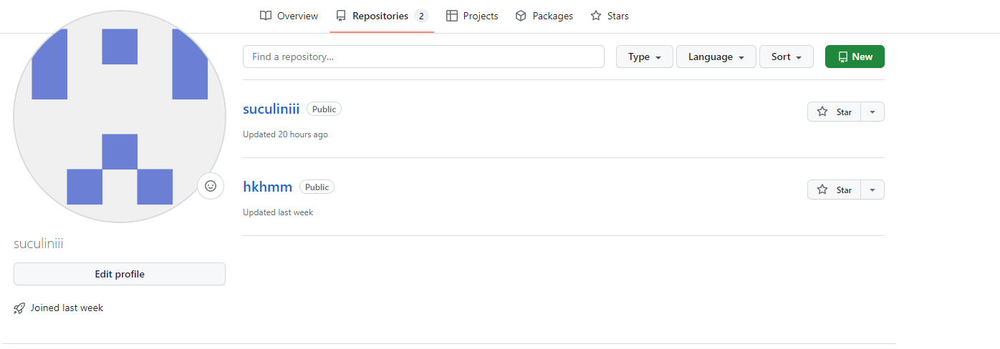 Overview Repositories 2 Projects Packages Stars
Find a repository… Type Language Sort New
suculiniii Public Star
Updated 20 hours ago
hkhmm Public Star
Updated last week
suculiniii
Edit profile
Joined last week